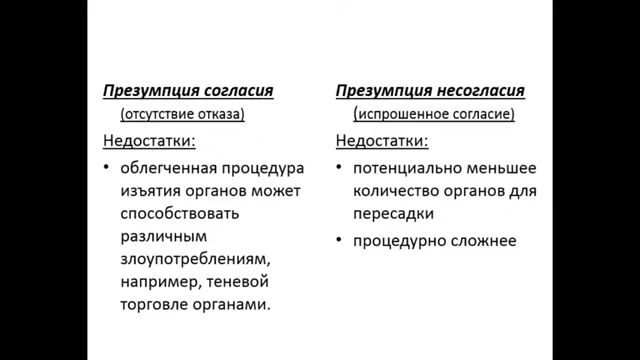 Презумпция согласия
(отсутствие отказа)
Недостатки:
• облегченная процедура
изъятия органов может
способствовать
различным
злоупотреблениям,
например, теневой
торговле органами.
Презумпция несогласия
(испрошенное согласие)
Недостатки:
• потенциально меньшее
количество органов для
пересадки
• процедурно сложнее